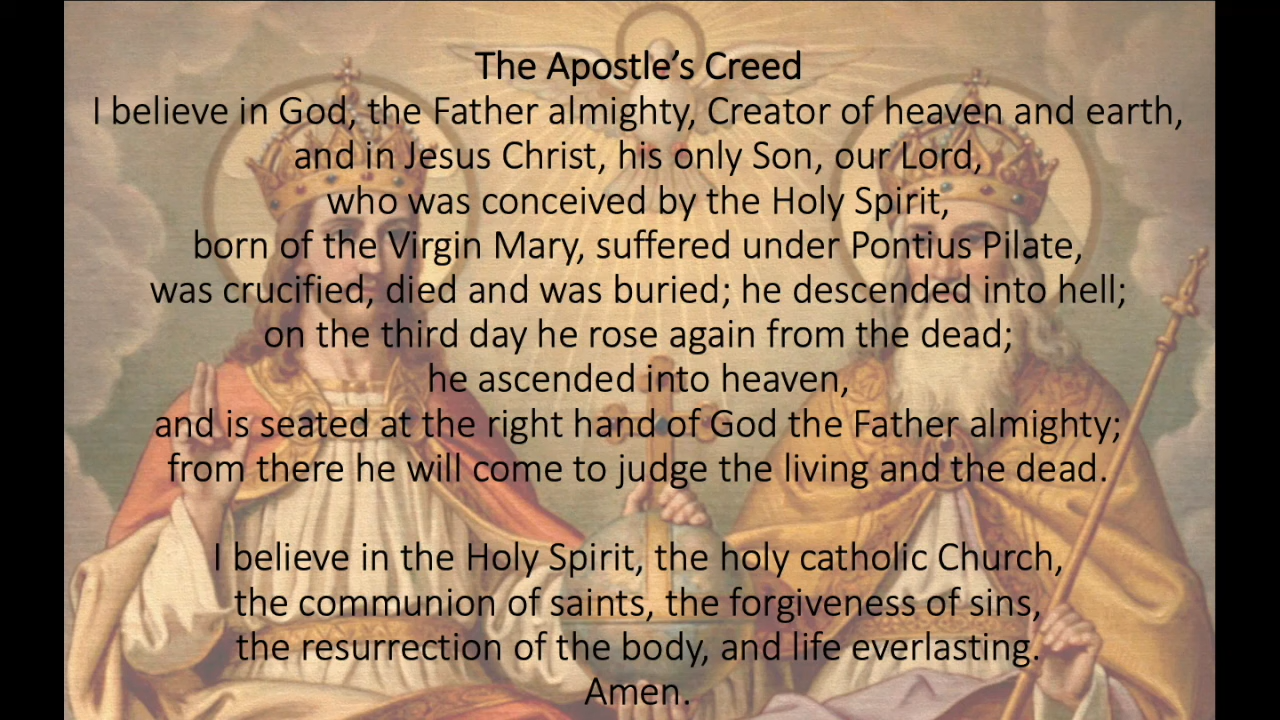 The Apostle’s Creed
I believe in God, the Father almighty, Creator of heaven and earth,
and in Jesus Christ, his only Son, our Lord,
who was conceived by the Holy Spirit,
born of the Virgin Mary, suffered under Pontius Pilate,
was crucified, died and was buried; he descended into hell;
on the third day he rose again from the dead;
he ascended into heaven,
and is seated at the right hand of God the Father almighty;
from there he will come to judge the living and the dead.
I believe in the Holy Spirit, the holy catholic Church,
the communion of saints, the forgiveness of sins,
the resurrection of the body, and life everlasting.
Amen.